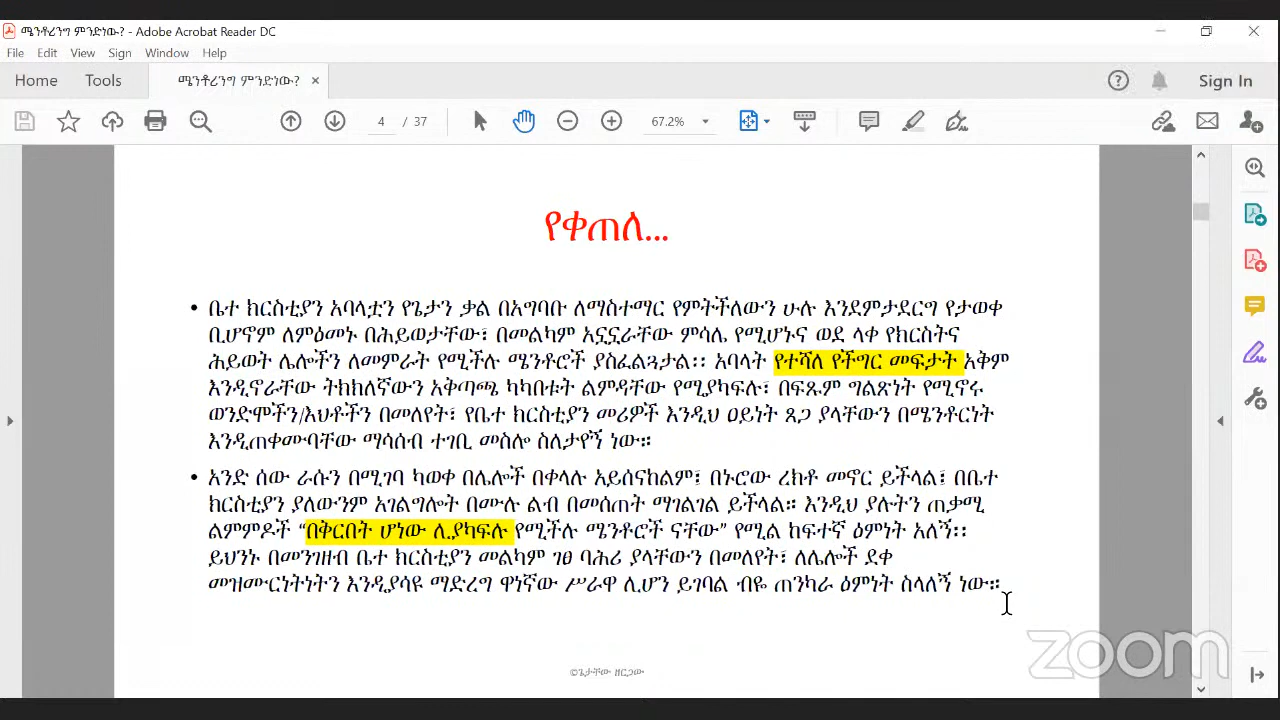 ሜንቶሪንግ ምንድነው? - Adobe Acrobat Reader DC
File Edit View Sign Window Help
Home Tools ሜንቶሪንግ ምንድነው? × Sign In
4 / 37 67.2%
የቀጠለ...
• ቤተ ክርስቲያን አባላቷን የጌታን ቃል በአግባቡ ለማስተማር የምትችለውን ሁሉ እንደምታደርግ የታወቀ
ቢሆኖም ለምዕመኑ በሕይወታቸው፣ በመልካም አኗኗራቸው ምሳሌ የሚሆኑና ወደ ላቀ የክርስትና
ሕይወት ሌሎችን ለመምራት የሚችሉ ሜንቶሮች ያስፈልጓታል፡፡ አባላት የተሻለ የችግር መፍታት አቅም
እንዲኖራቸው ትክክለኛውን አቅጣጫ ካካበቱት ልምዳቸው የሚያካፍሉ፣ በፍጹም ግልጽነት የሚኖሩ
ወንድሞችን/እህቶችን በመለየት፣ የቤተ ክርስቲያን መሪዎች እንዲህ ዐይነት ጸጋ ያላቸውን በሜንቶርነት
እንዲጠቀሙባቸው ማሳሰብ ተገቢ መስሎ ስለታየኝ ነው።
• አንድ ሰው ራሱን በሚገባ ካወቀ በሌሎች በቀላሉ አይሰናከልም፣ በኑሮው ረክቶ መኖር ይችላል፤ በቤተ
ክርስቲያን ያለውንም አገልግሎት በሙሉ ልብ በመሰጠት ማገልገል ይችላል። እንዲህ ያሉትን ጠቃሚ
ልምምዶች “በቅርበት ሆነው ሊያካፍሉ የሚችሉ ሜንቶሮች ናቸው” የሚል ከፍተኛ ዕምነት አለኝ፡፡
ይህንኑ በመንገዘብ ቤተ ክርስቲያን መልካም ገፀ ባሕሪ ያላቸውን በመለየት፣ ለሌሎች ደቀ
መዝሙርነትነትን እንዲያሳዩ ማድረግ ዋነኛው ሥራዋ ሊሆን ይገባል ብዬ ጠንካራ ዕምነት ስላለኝ ነው።
©ጌታቸው ዘርጋው
zoom